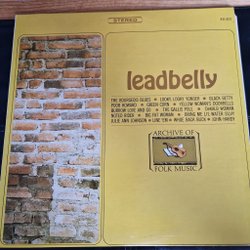 STEREO
leadbelly
THE BOURGEOIS BLUES • LOOKY, LOOKY YONDER • BLACK BETTY
POOR HOWARD • GREEN CORN • YELLOW WOMAN'S DOORBELLS
BORROW LOVE AND GO • THE GALLIS POLE • DEKALB WOMAN
NOTED RIDER • BIG FAT WOMAN • BRING ME LIL WATER SILVY
JULIE ANN JOHNSON • LINE 'EM • WHOA BACK BUCK • JOHN HARDY
ARCHIVE OF
FOLK MUSIC